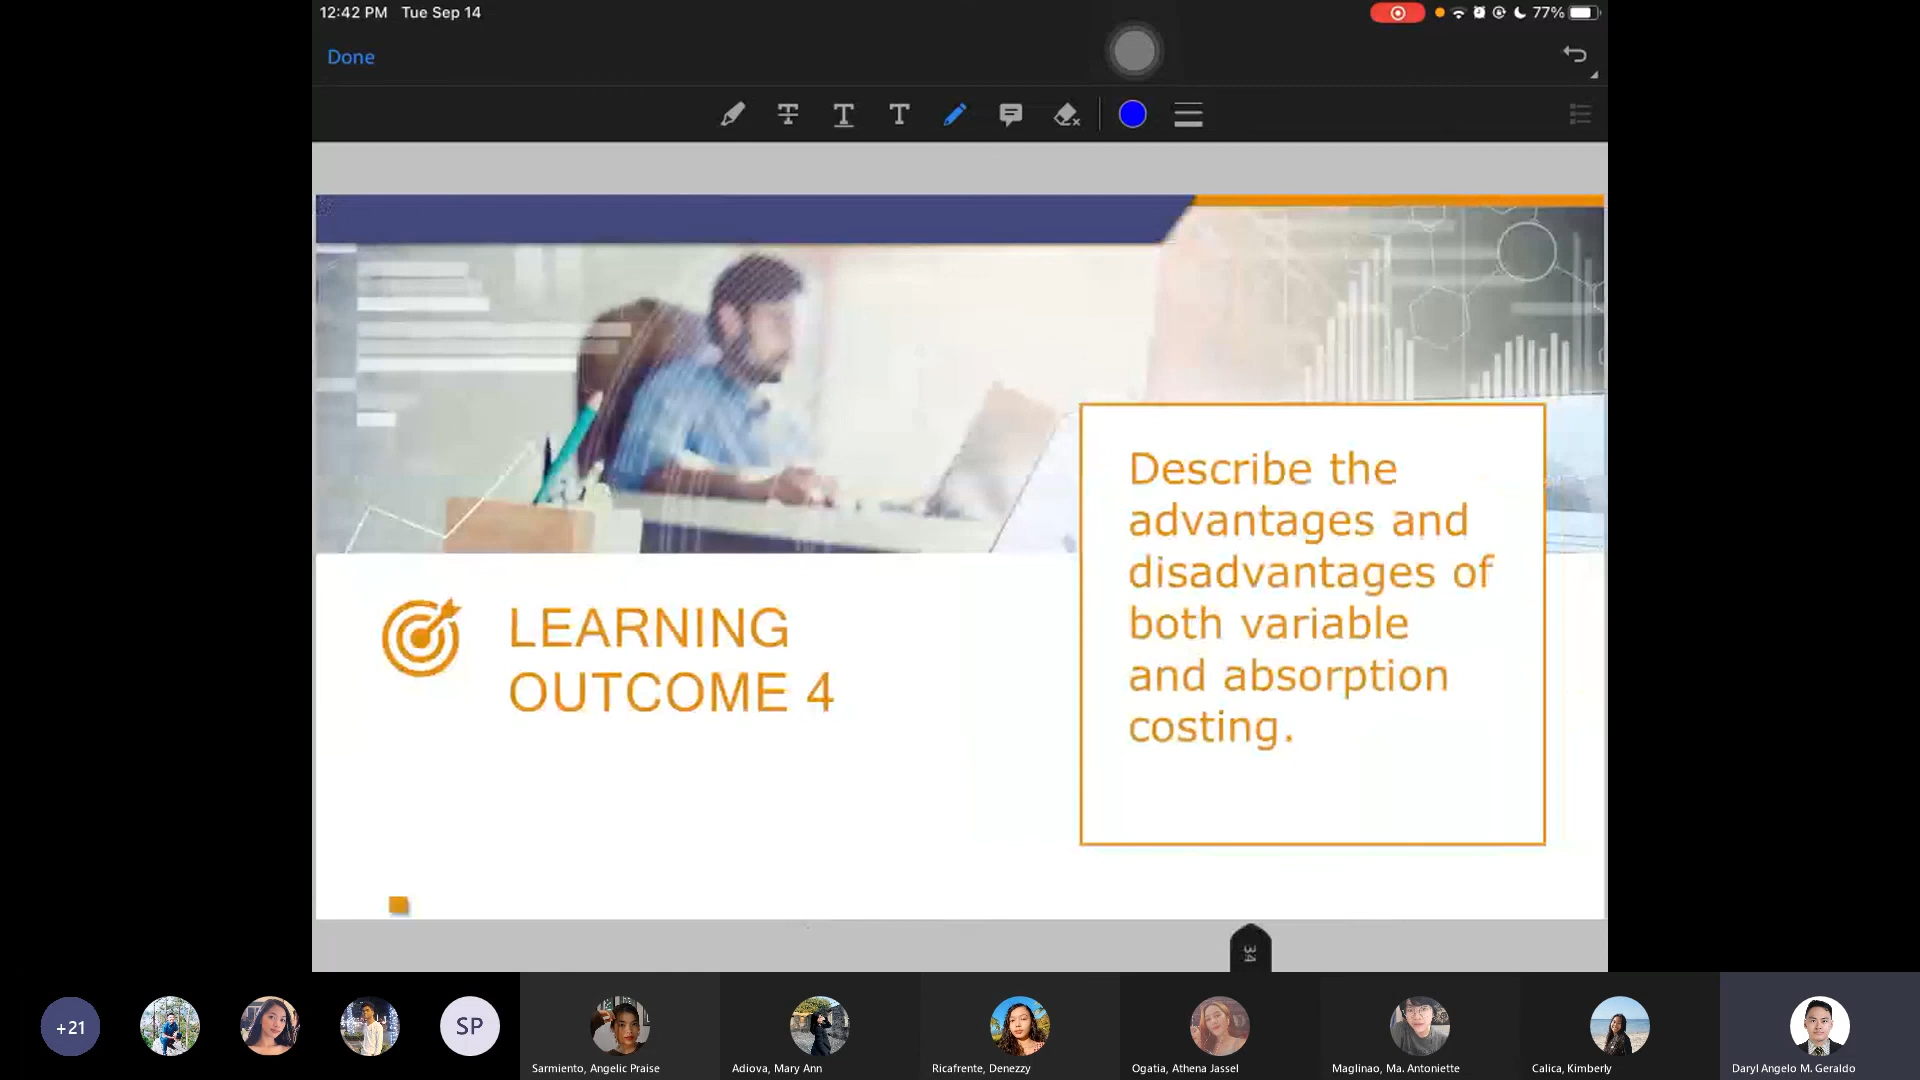 12:42 PM Tue Sep 14
77%
Done
T T T
Describe the
advantages and
disadvantages of
both variable
and absorption
costing.
LEARNING
OUTCOME 4
34
+21
SP
Sarmiento, Angelic Praise
Adiova, Mary Ann
Ricafrente, Denezzy
Ogatia, Athena Jassel
Maglinao, Ma. Antoniette
Calica, Kimberly
Daryl Angelo M. Geraldo